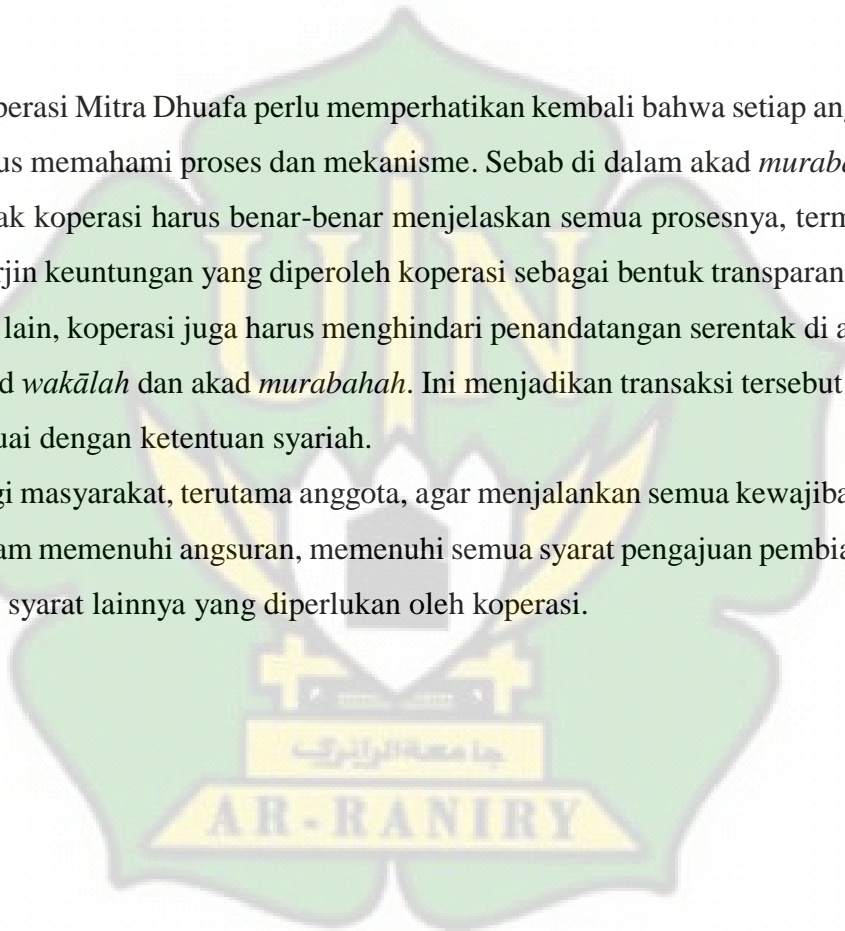 perasi Mitra Dhuafa perlu memperhatikan kembali bahwa setiap an
us memahami proses dan mekanisme. Sebab di dalam akad murab
ak koperasi harus benar-benar menjelaskan semua prosesnya, term
rjin keuntungan yang diperoleh koperasi sebagai bentuk transparan
lain, koperasi juga harus menghindari penandatangan serentak di a
d wakālah dan akad murabahah. Ini menjadikan transaksi tersebut
uai dengan ketentuan syariah.
gi masyarakat, terutama anggota, agar menjalankan semua kewajiba
am memenuhi angsuran, memenuhi semua syarat pengajuan pembia
syarat lainnya yang diperlukan oleh koperasi.
UIN
جامعة الرانري
AR-RANIRY